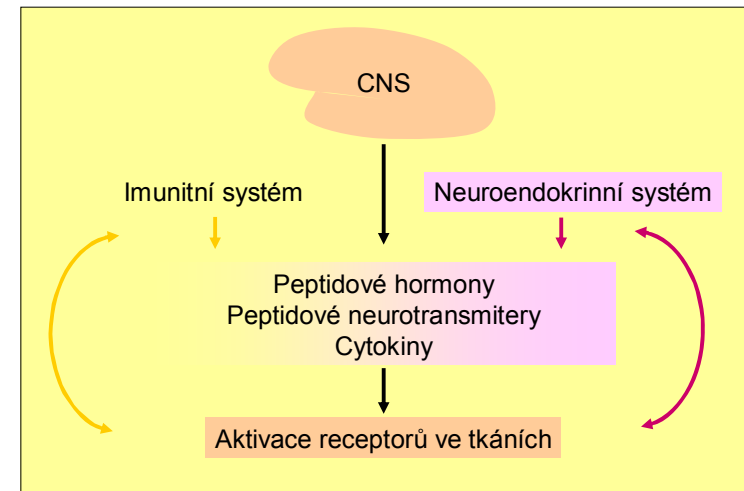 CNS
Imunitní systém
Neuroendokrinní systém
Peptidové hormony
Peptidové neurotransmitery
Cytokiny
Aktivace receptorů ve tkáních